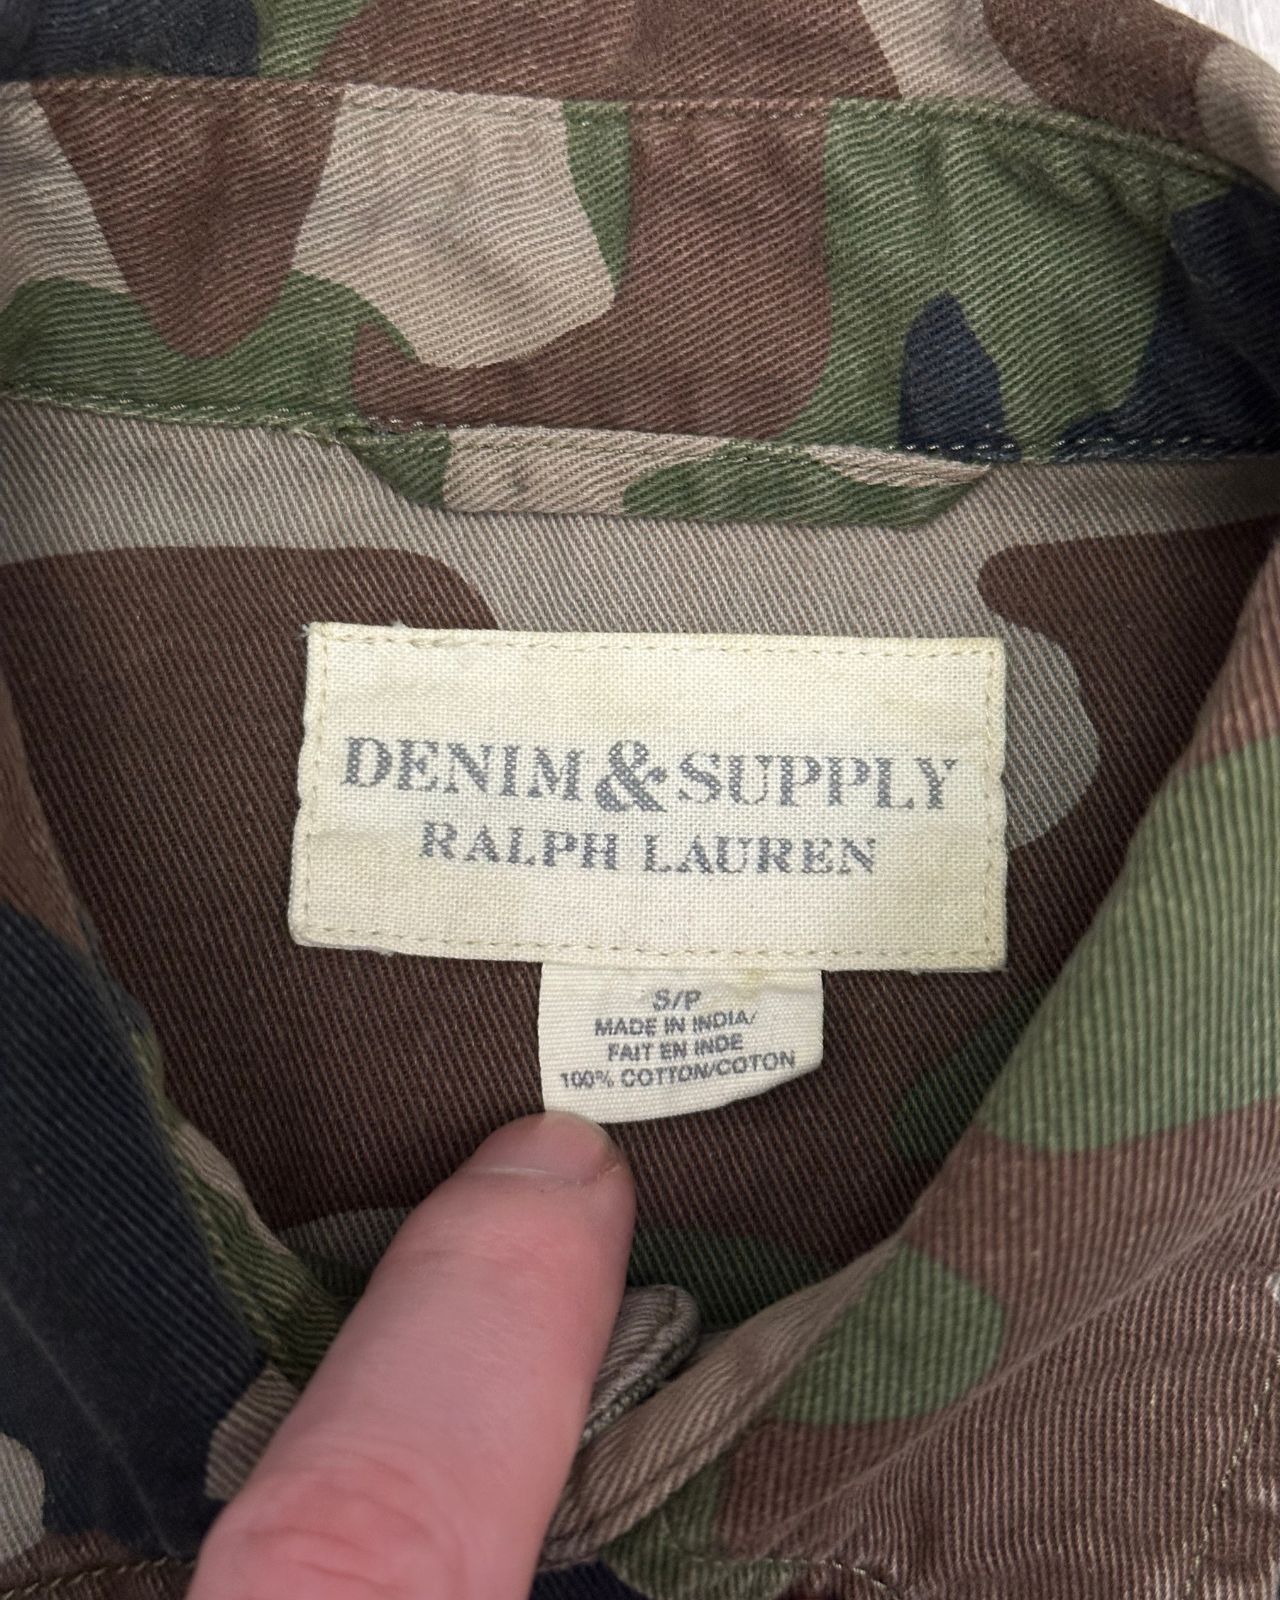 DENIM & SUPPLY
RALPH LAUREN
S/P
MADE IN INDIA/
FAIT EN INDE
100% COTTON/COTON